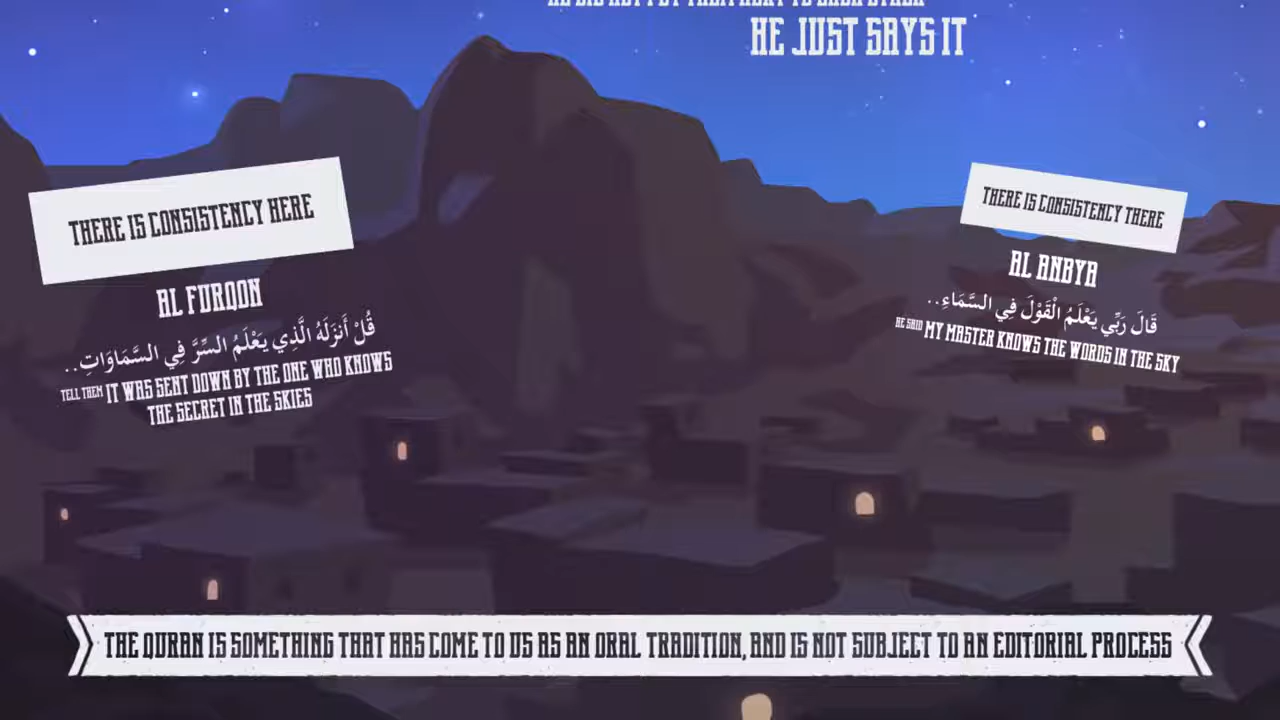 HE JUST SAYS IT
THERE IS CONSISTENCY HERE
AL FURQON
قُلْ أَنزَلَهُ الَّذِي يَعْلَمُ السِّرَّ فِي السَّمَاوَاتِ..
TELL THEM IT WAS SENT DOWN BY THE ONE WHO KNOWS
THE SECRET IN THE SKIES
THERE IS CONSISTENCY THERE
AL ANBYA
قَالَ رَبِّي يَعْلَمُ الْقَوْلَ فِي السَّمَاءِ..
HE SAID MY MASTER KNOWS THE WORDS IN THE SKY
THE QURAN IS SOMETHING THAT HAS COME TO US AS AN ORAL TRADITION, AND IS NOT SUBJECT TO AN EDITORIAL PROCESS